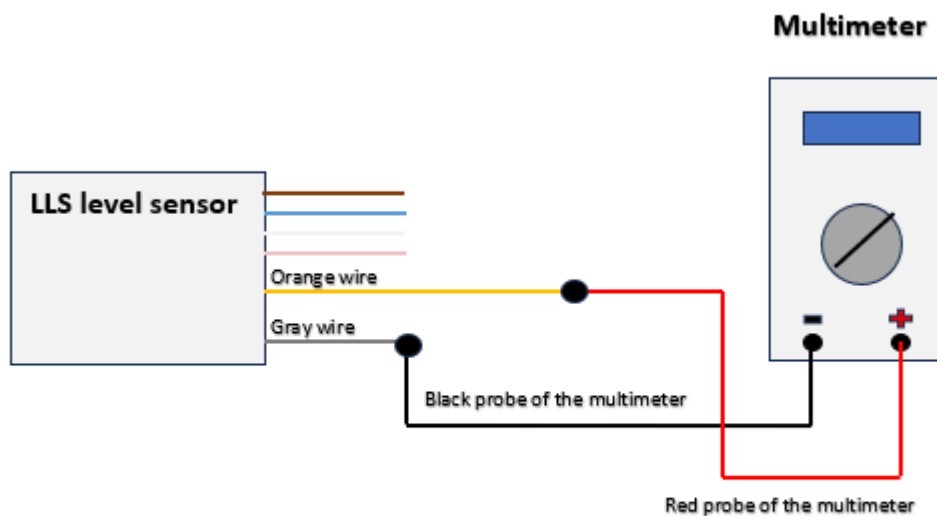 Multimeter
LLS level sensor
Orange wire
Gray wire
Black probe of the multimeter
Red probe of the multimeter